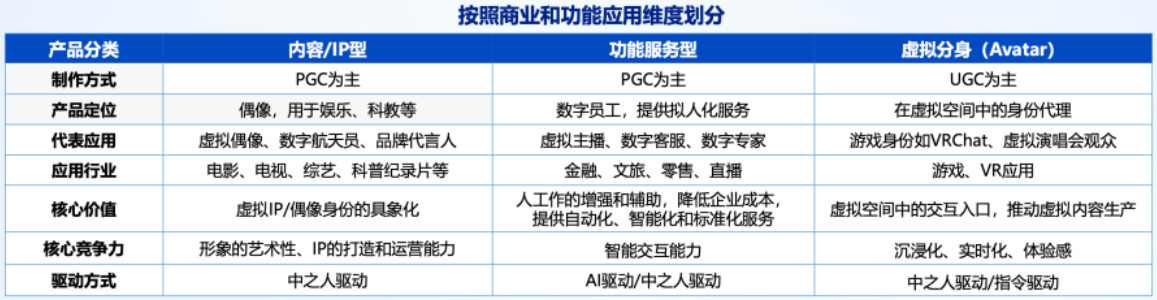 按照商业和功能应用维度划分
产品分类 内容/IP型 功能服务型 虚拟分身（Avatar）
制作方式 PGC为主 PGC为主 UGC为主
产品定位 偶像，用于娱乐、科教等 数字员工，提供拟人化服务 在虚拟空间中的身份代理
代表应用 虚拟偶像、数字航天员、品牌代言人 虚拟主播、数字客服、数字专家 游戏身份如VRChat、虚拟演唱会观众
应用行业 电影、电视、综艺、科普纪录片等 金融、文旅、零售、直播 游戏、VR应用
核心价值 虚拟IP/偶像身份的具象化 人工作的增强和辅助，降低企业成本，
提供自动化、智能化和标准化服务 虚拟空间中的交互入口，推动虚拟内容生产
核心竞争力 形象的艺术性、IP的打造和运营能力 智能交互能力 沉浸化、实时化、体验感
驱动方式 中之人驱动 AI驱动/中之人驱动 中之人驱动/指令驱动